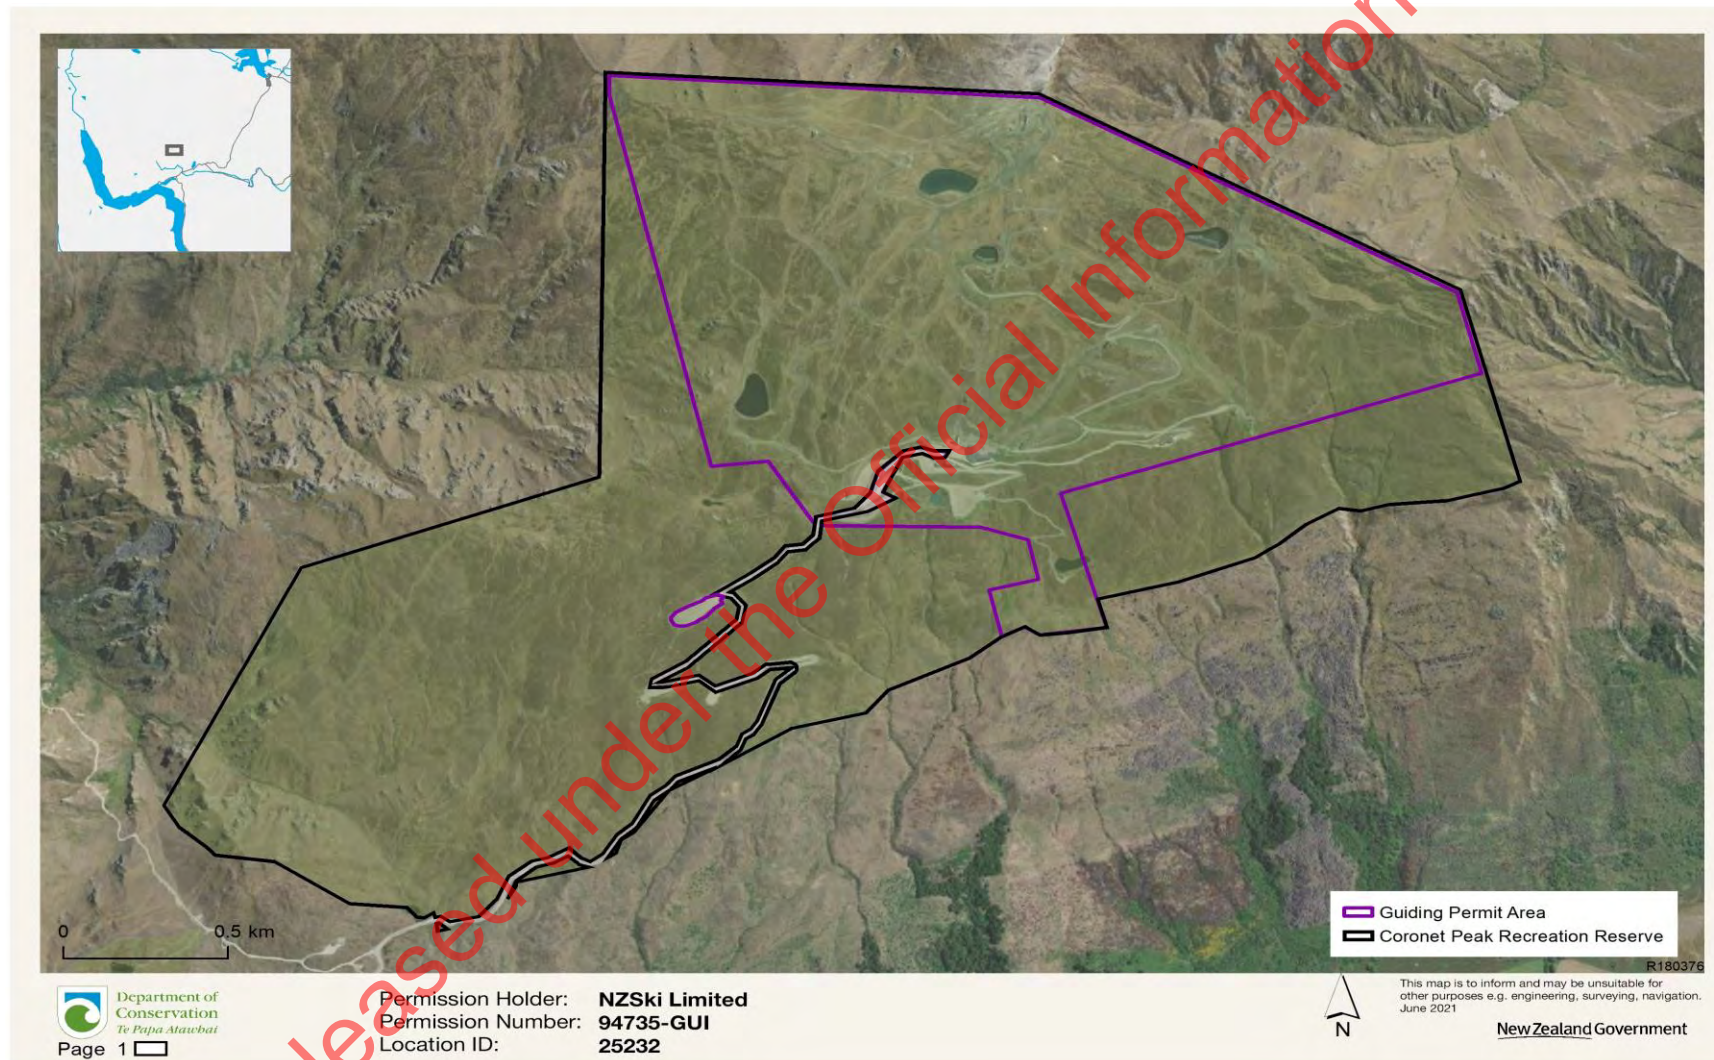 Released under the Official Information
0
0.5 km
Guiding Permit Area
Coronet Peak Recreation Reserve
R180376
Department of
Conservation
Te Papa Atawhai
Page 1
Permission Holder: NZSki Limited
Permission Number: 94735-GUI
Location ID: 25232
N
This map is to inform and may be unsuitable for
other purposes e.g. engineering, surveying, navigation.
June 2021
New Zealand Government